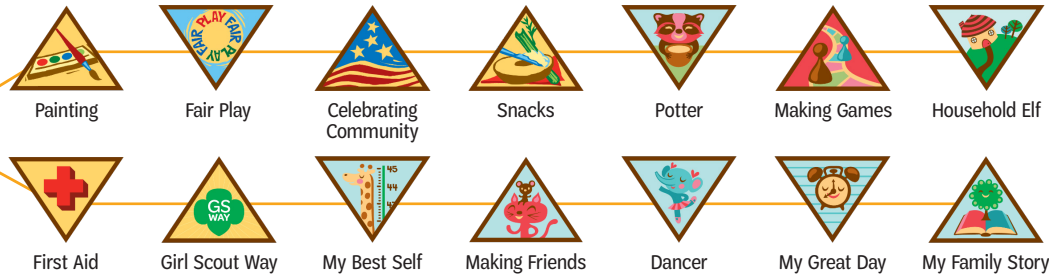 FAIR PLAY FAIR PLAY
Painting
Fair Play
Celebrating
Community
Snacks
Potter
Making Games
Household Elf
GS
WAY
45
44
First Aid
Girl Scout Way
My Best Self
Making Friends
Dancer
My Great Day
My Family Story